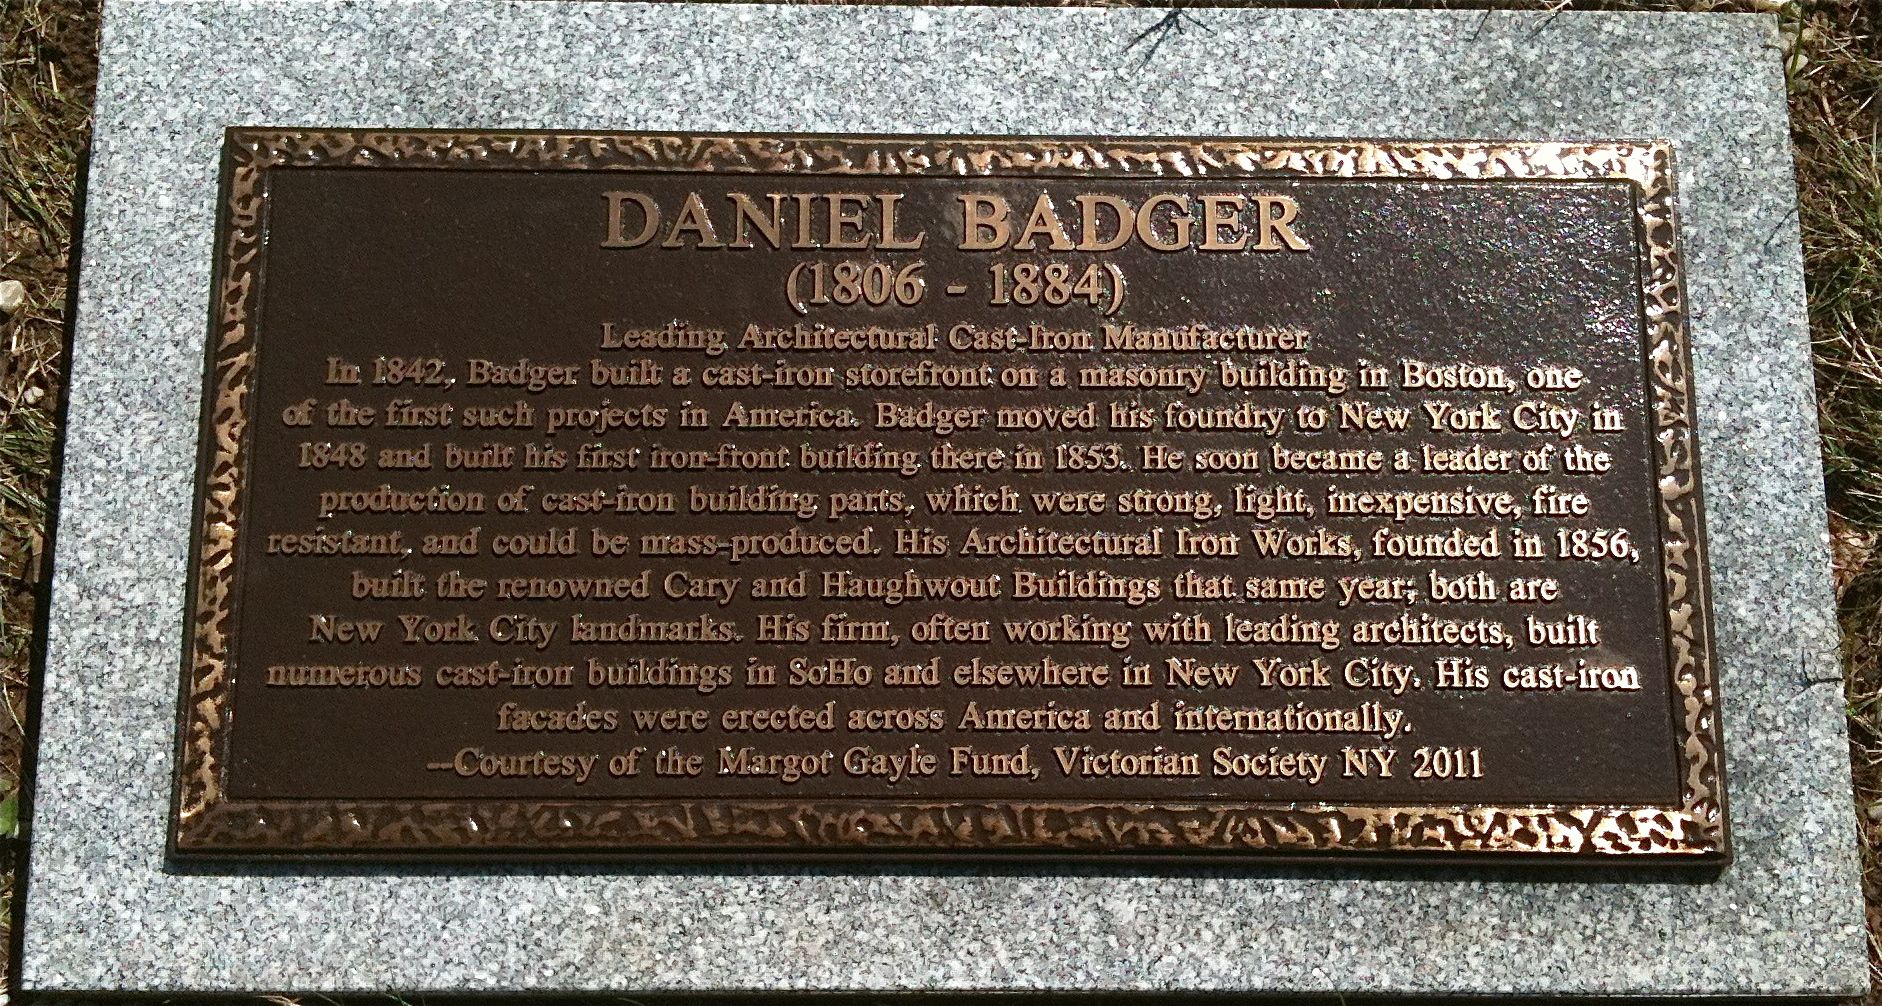 DANIEL BADGER
(1806 - 1884)
Leading Architectural Cast-Iron Manufacturer
In 1842, Badger built a cast-iron storefront on a masonry building in Boston, one
of the first such projects in America. Badger moved his foundry to New York City in
1848 and built his first iron-front building there in 1853. He soon became a leader of the
production of cast-iron building parts, which were strong, light, inexpensive, fire
resistant, and could be mass-produced. His Architectural Iron Works, founded in 1856,
built the renowned Cary and Haughwout Buildings that same year; both are
New York City landmarks. His firm, often working with leading architects, built
numerous cast-iron buildings in SoHo and elsewhere in New York City. His cast-iron
facades were erected across America and internationally.
--Courtesy of the Margot Gayle Fund, Victorian Society NY 2011